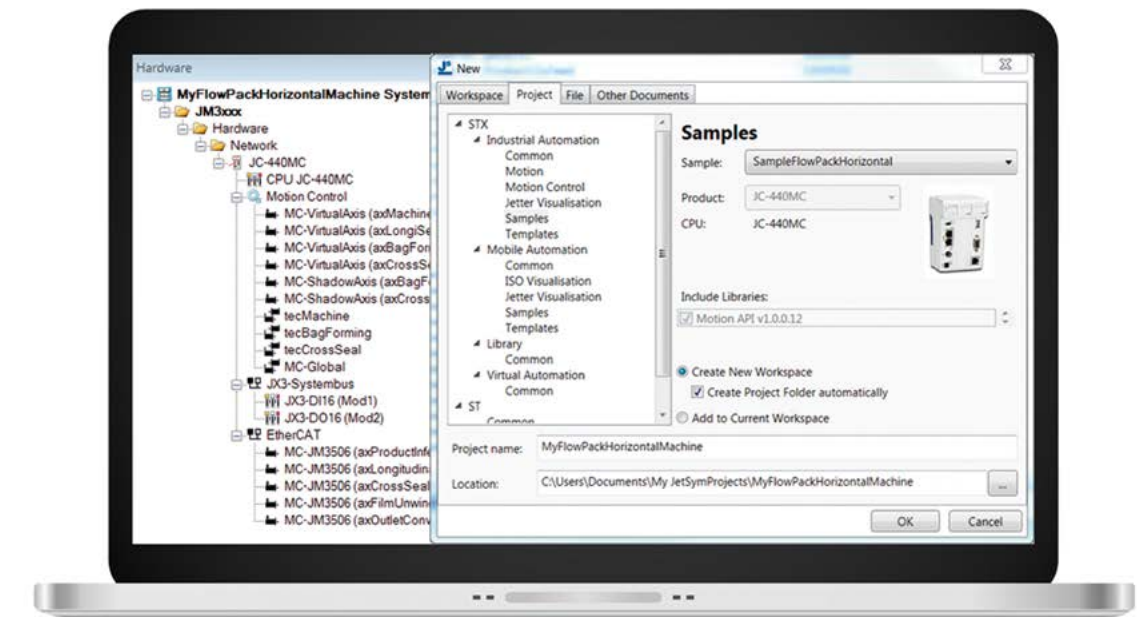 Hardware
MyFlowPackHorizontalMachine System
JM3xxx
Hardware
Network
JC-440MC
CPU JC-440MC
Motion Control
MC-VirtualAxis (axMachine
MC-VirtualAxis (axLongiSe
MC-VirtualAxis (axBagFor
MC-VirtualAxis (axCrossS
MC-ShadowAxis (axBagF
MC-ShadowAxis (axCross
tecMachine
tecBagForming
tecCrossSeal
MC-Global
JX3-Systembus
JX3-DI16 (Mod1)
JX3-DO16 (Mod2)
EtherCAT
MC-JM3506 (axProductInf
MC-JM3506 (axLongitudin
MC-JM3506 (axCrossSeal
MC-JM3506 (axFilmUnwin
MC-JM3506 (axOutletConv
New
Workspace Project File Other Documents
STX
Industrial Automation
Common
Motion
Motion Control
Jetter Visualisation
Samples
Templates
Mobile Automation
Common
ISO Visualisation
Jetter Visualisation
Samples
Templates
Library
Common
Virtual Automation
Common
ST
Common
Samples
Sample: SampleFlowPackHorizontal
Product: JC-440MC
CPU: JC-440MC
Include Libraries:
Motion API v1.0.0.12
Create New Workspace
Create Project Folder automatically
Add to Current Workspace
Project name: MyFlowPackHorizontalMachine
Location: C:\Users\Documents\My JetSymProjects\MyFlowPackHorizontalMachine
...
OK Cancel